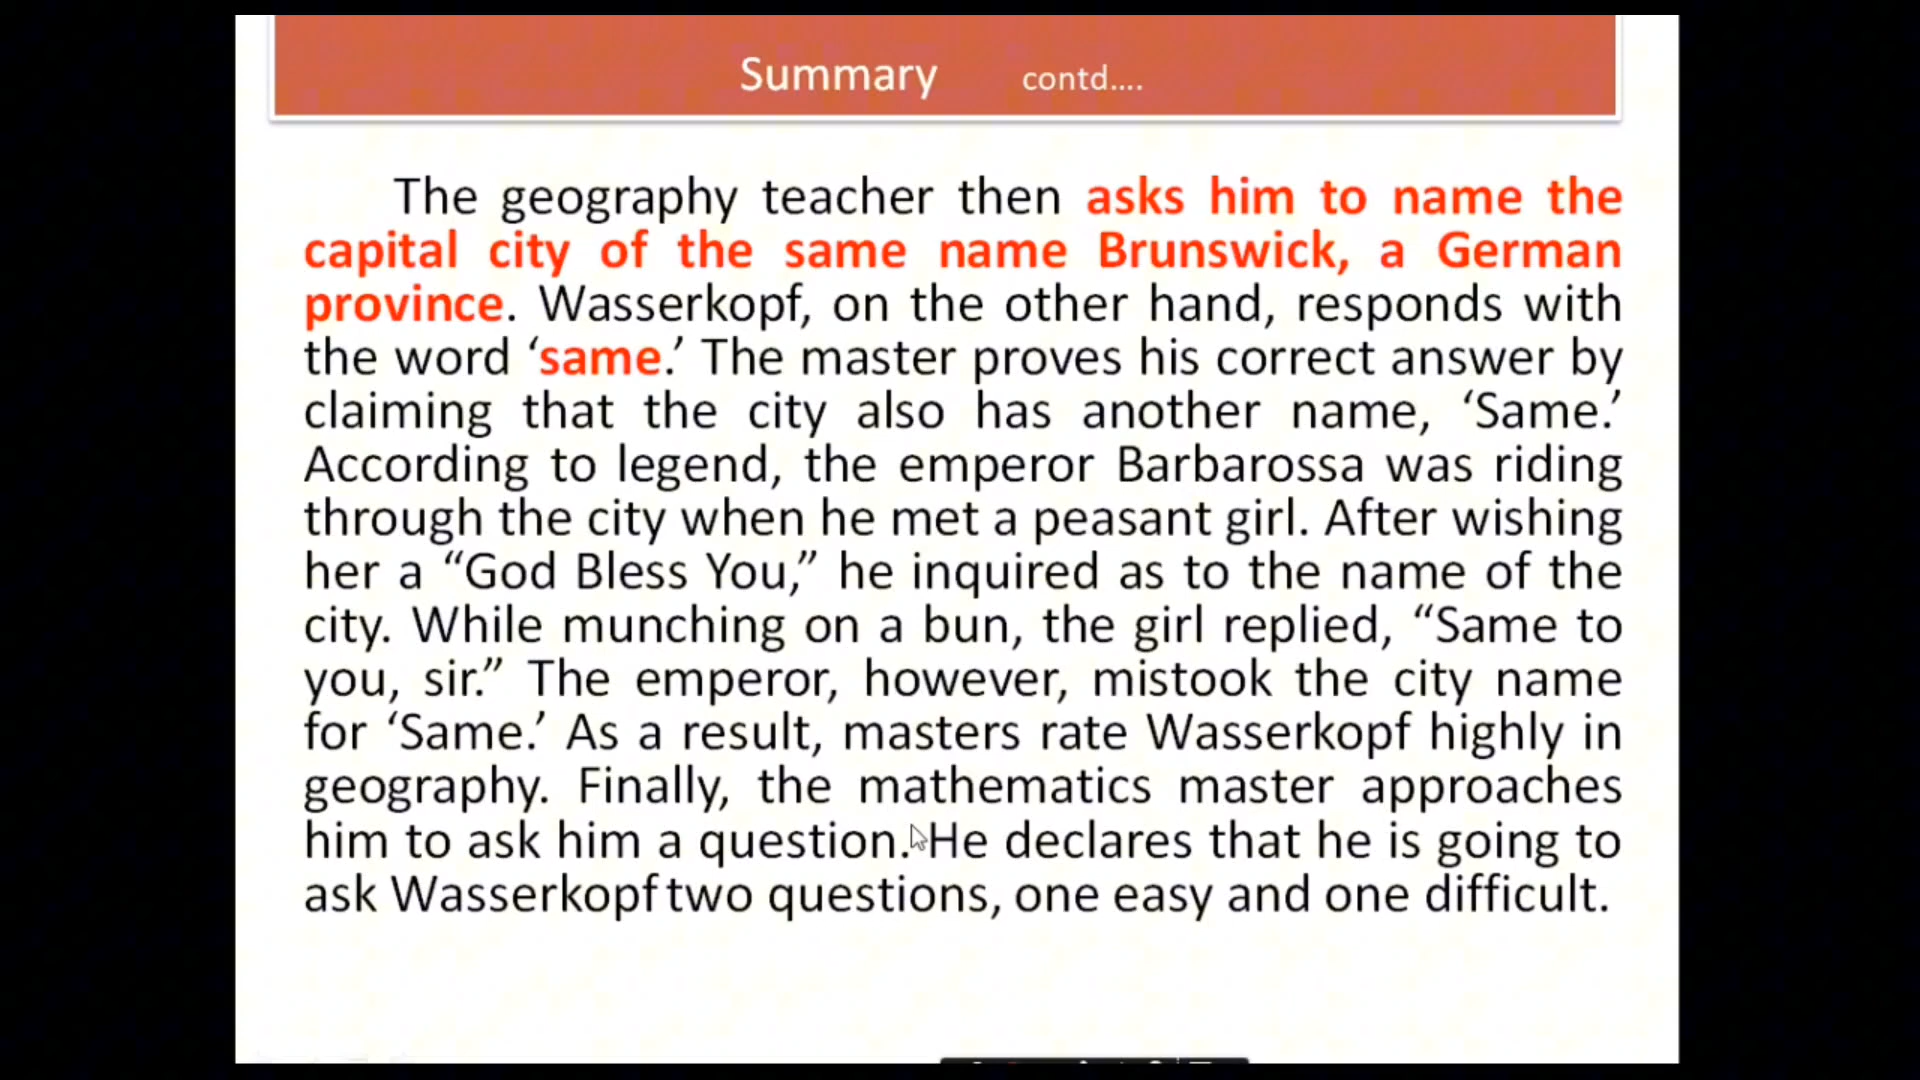 Summary contd....
The geography teacher then asks him to name the
capital city of the same name Brunswick, a German
province. Wasserkopf, on the other hand, responds with
the word ‘same.’ The master proves his correct answer by
claiming that the city also has another name, ‘Same.’
According to legend, the emperor Barbarossa was riding
through the city when he met a peasant girl. After wishing
her a “God Bless You,” he inquired as to the name of the
city. While munching on a bun, the girl replied, “Same to
you, sir.” The emperor, however, mistook the city name
for ‘Same.’ As a result, masters rate Wasserkopf highly in
geography. Finally, the mathematics master approaches
him to ask him a question. He declares that he is going to
ask Wasserkopf two questions, one easy and one difficult.